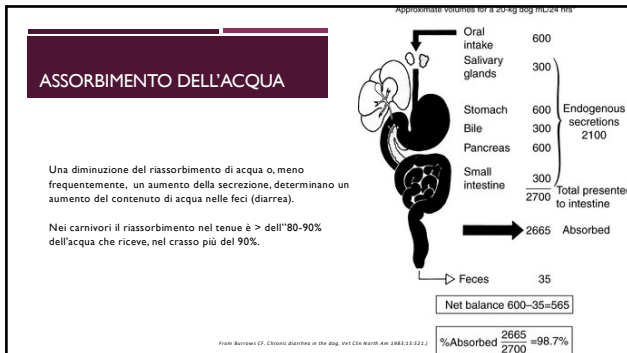 Approximate volumes for a 20-kg dog mL/24 hrs*
ASSORBIMENTO DELL'ACQUA
Una diminuzione del riassorbimento di acqua o, meno
frequentemente, un aumento della secrezione, determinano un
aumento del contenuto di acqua nelle feci (diarrea).
Nei carnivori il riassorbimento nel tenue è > dell''80-90%
dell'acqua che riceve, nel crasso più del 90%.
Oral
intake 600
Salivary
glands 300
Stomach 600
Bile 300
Pancreas 600
Small
intestine 300
Endogenous
secretions
2100
2700 Total presented
to intestine
2665 Absorbed
Feces 35
Net balance 600–35=565
%Absorbed 2665/2700 =98.7%
From Burrows CF. Chronic diarrhea in the dog. Vet Clin North Am 1983;13:521.)